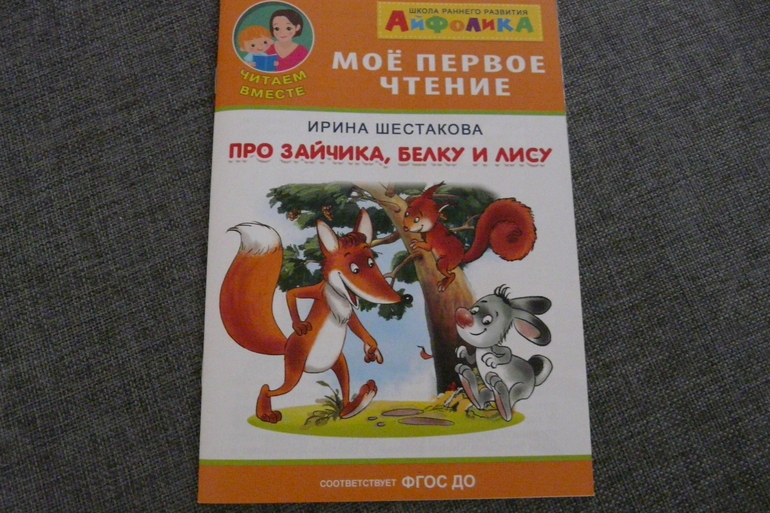 ШКОЛА РАННЕГО РАЗВИТИЯ
АЙФОЛИКА
ЧИТАЕМ
ВМЕСТЕ
МОЁ ПЕРВОЕ
ЧТЕНИЕ
ИРИНА ШЕСТАКОВА
ПРО ЗАЙЧИКА, БЕЛКУ И ЛИСУ
СООТВЕТСТВУЕТ ФГОС ДО